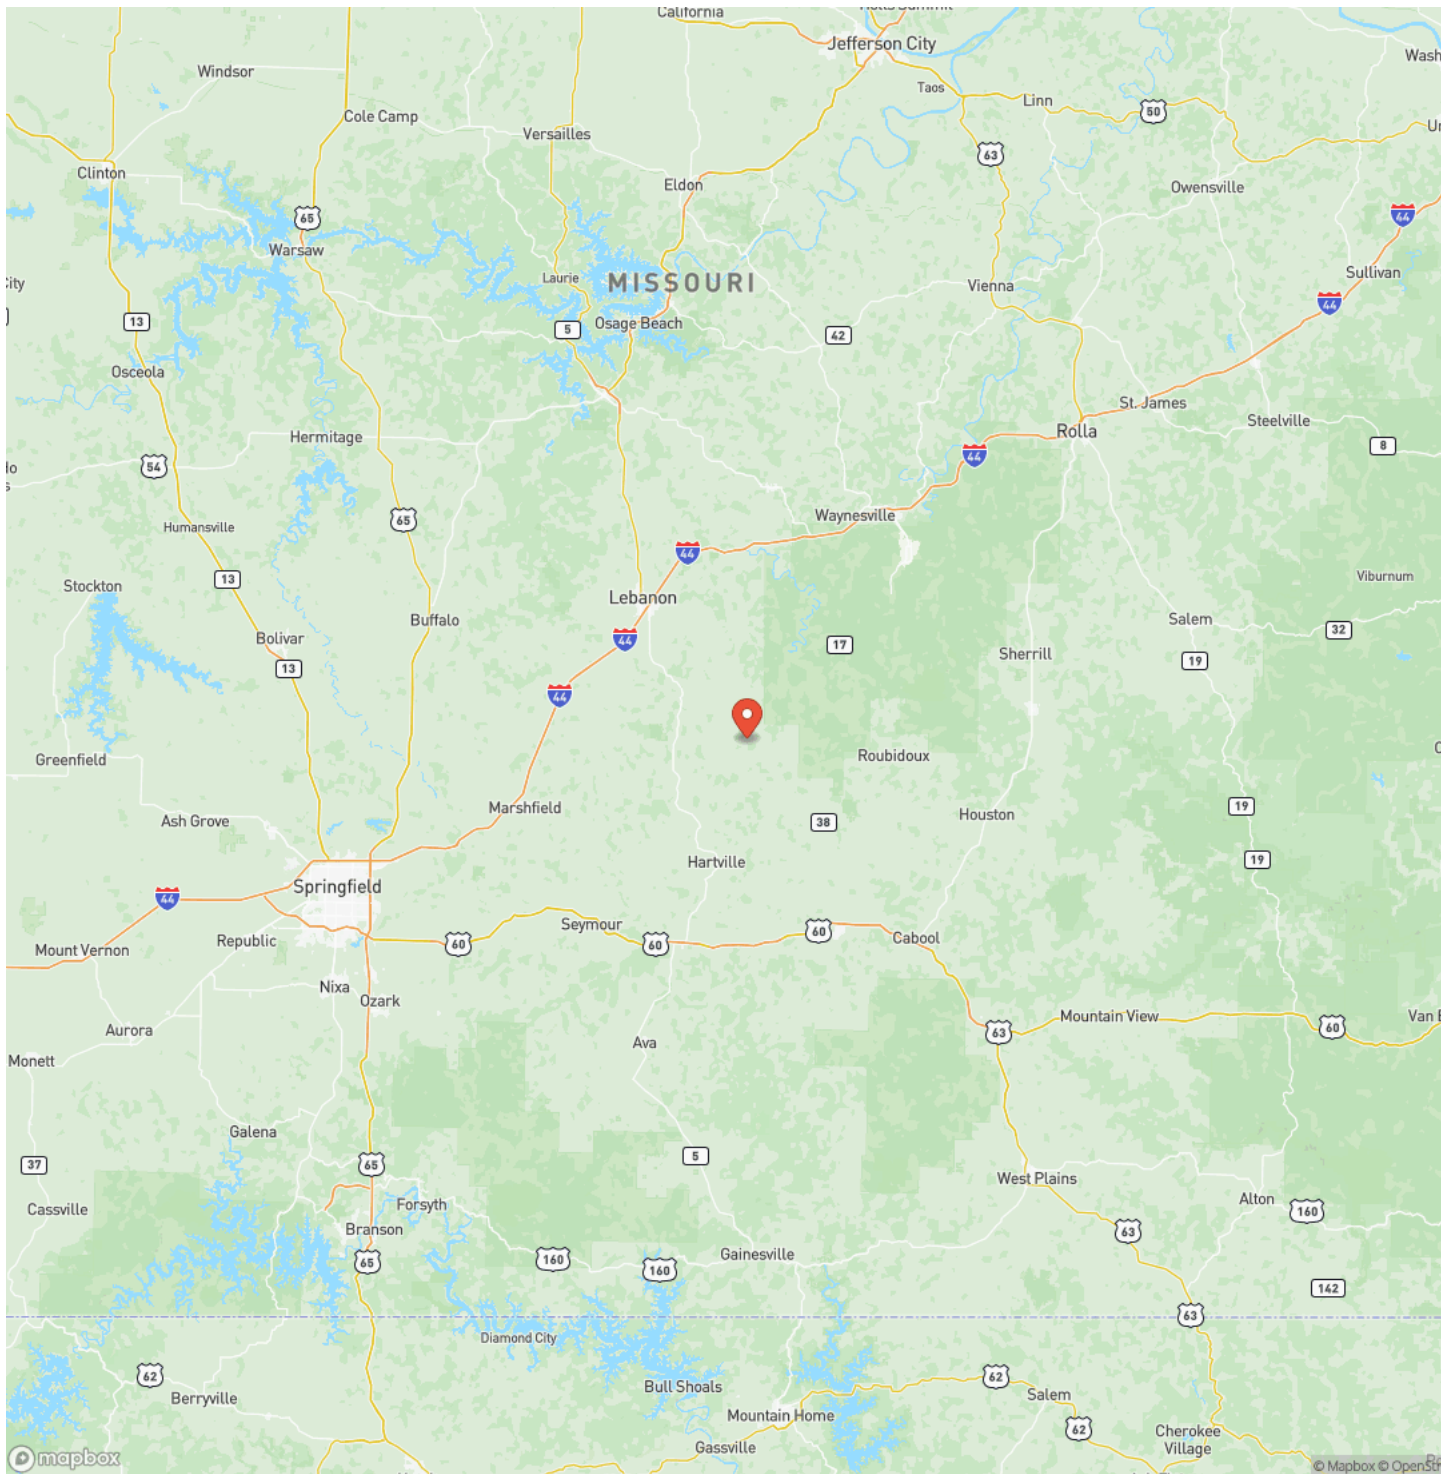 California
Jefferson City
Windsor
Taos
Linn
50
Cole Camp
Versailles
63
Clinton
Eldon
Owensville
65
44
Warsaw
Laurie
MISSOURI
Vienna
Sullivan
44
13
5
Osage Beach
42
Osceola
St. James
Steelville
Hermitage
Rolla
8
54
44
65
Waynesville
Humansville
44
13
Stockton
Viburnum
Lebanon
Buffalo
Salem
32
Bolivar
44
17
13
Sherrill
19
44
Greenfield
Roubidoux
Marshfield
19
Ash Grove
38
Houston
Hartville
19
Springfield
44
Seymour
60
Cabool
Republic
60
60
Mount Vernon
Nixa
Ozark
Mountain View
Aurora
63
60
Ava
Monett
Galena
5
37
65
West Plains
Cassville
Forsyth
Alton
160
Branson
63
Gainesville
65
160
160
142
63
Diamond City
62
62
Bull Shoals
Berryville
Salem
Mountain Home
62
Cherokee
Village
Gassville
mapbox
© Mapbox © OpenStr